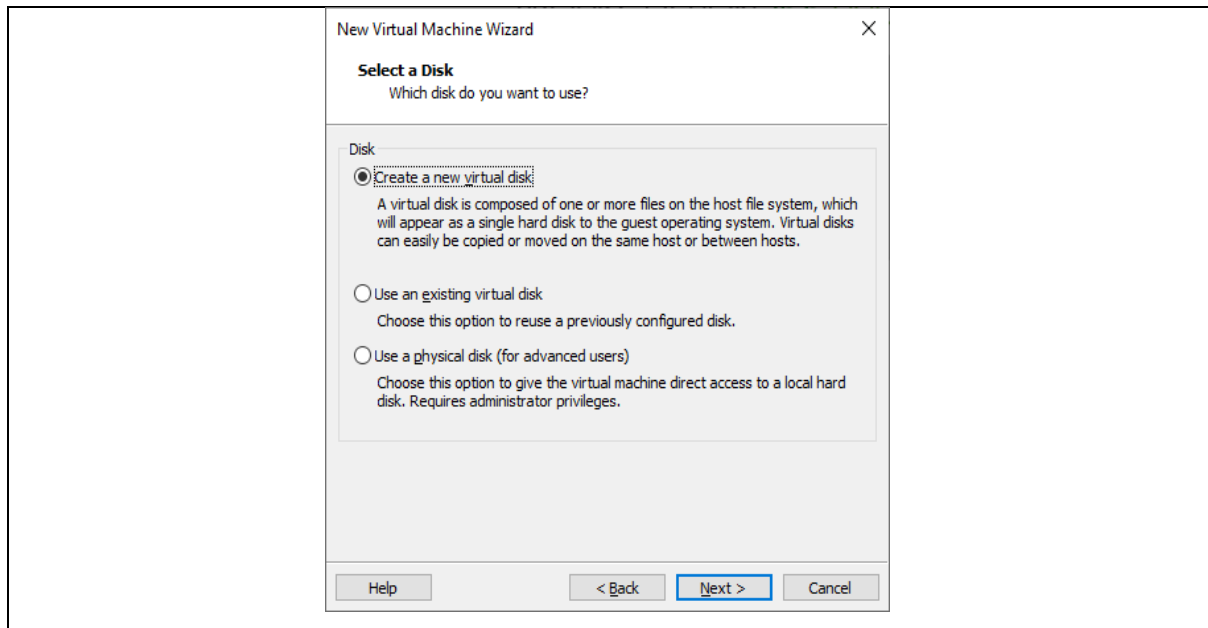 New Virtual Machine Wizard
Select a Disk
Which disk do you want to use?
Disk
Create a new virtual disk
A virtual disk is composed of one or more files on the host file system, which
will appear as a single hard disk to the guest operating system. Virtual disks
can easily be copied or moved on the same host or between hosts.
Use an existing virtual disk
Choose this option to reuse a previously configured disk.
Use a physical disk (for advanced users)
Choose this option to give the virtual machine direct access to a local hard
disk. Requires administrator privileges.
Help
< Back
Next >
Cancel